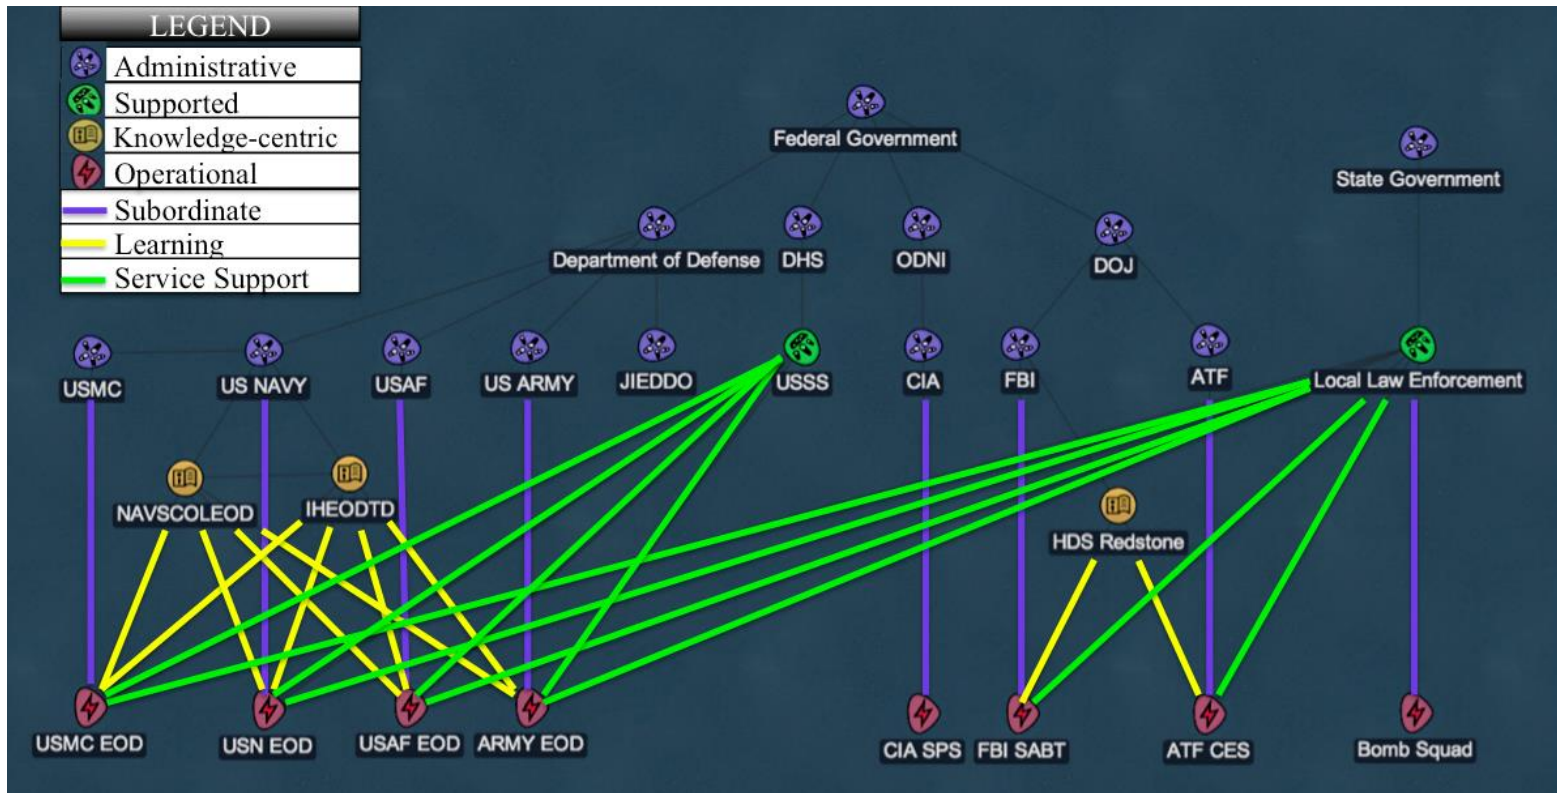 LEGEND
Administrative
Supported
Knowledge-centric
Operational
Subordinate
Learning
Service Support
Federal Government
State Government
Department of Defense
DHS
ODNI
DOJ
USMC
US NAVY
USAF
US ARMY
JIEDDO
USSS
CIA
FBI
ATF
Local Law Enforcement
NAVSCOLEOD
IHEODTD
HDS Redstone
USMC EOD
USN EOD
USAF EOD
ARMY EOD
CIA SPS
FBI SABT
ATF CES
Bomb Squad